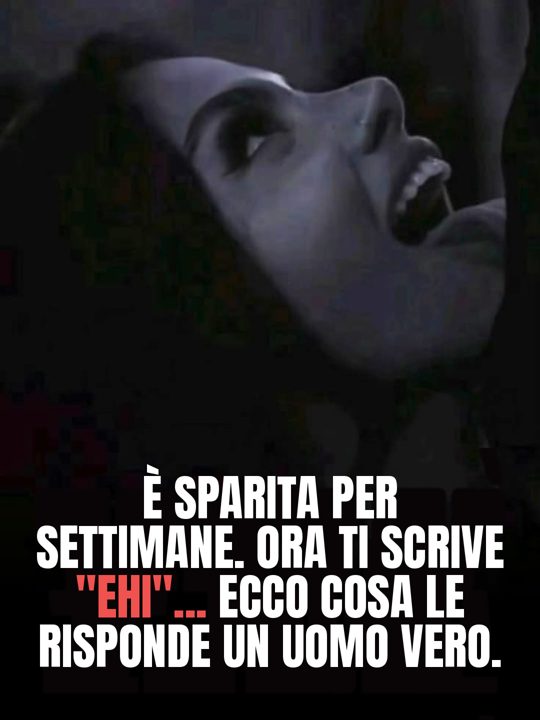 È SPARITA PER
SETTIMANE. ORA TI SCRIVE
"EHI"... ECCO COSA LE
RISPONDE UN UOMO VERO.